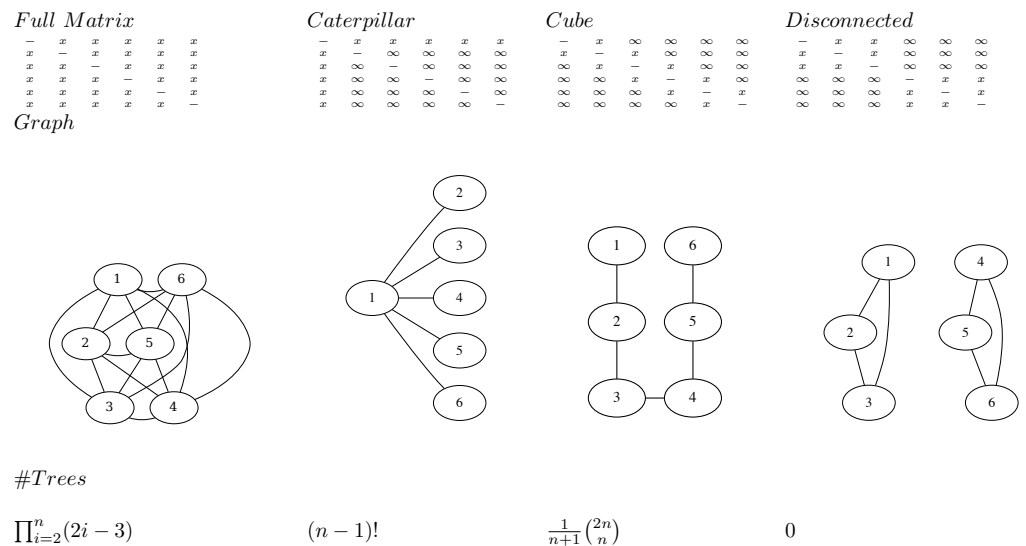 Full Matrix Caterpillar Cube Disconnected
− x x x x x − x x x x x − x ∞ ∞ ∞ ∞ − x x ∞ ∞ ∞
x − x x x x x − ∞ ∞ ∞ ∞ x − x ∞ ∞ ∞ x − x ∞ ∞ ∞
x x − x x x x ∞ − ∞ ∞ ∞ ∞ x − x ∞ ∞ x x − ∞ ∞ ∞
x x x − x x x ∞ ∞ − ∞ ∞ ∞ ∞ x − x ∞ ∞ ∞ ∞ − x x
x x x x − x x ∞ ∞ ∞ − ∞ ∞ ∞ ∞ x − x ∞ ∞ ∞ x − x
x x x x x − x ∞ ∞ ∞ ∞ − ∞ ∞ ∞ ∞ x − ∞ ∞ ∞ x x −
Graph
1 6
2 5
3 4
2
3
1 4
5
6
1 6
2 5
3 4
1 4
2 5
3 6
#Trees
∏_{i=2}^{n}(2i − 3) (n − 1)! \frac{1}{n+1}\binom{2n}{n} 0